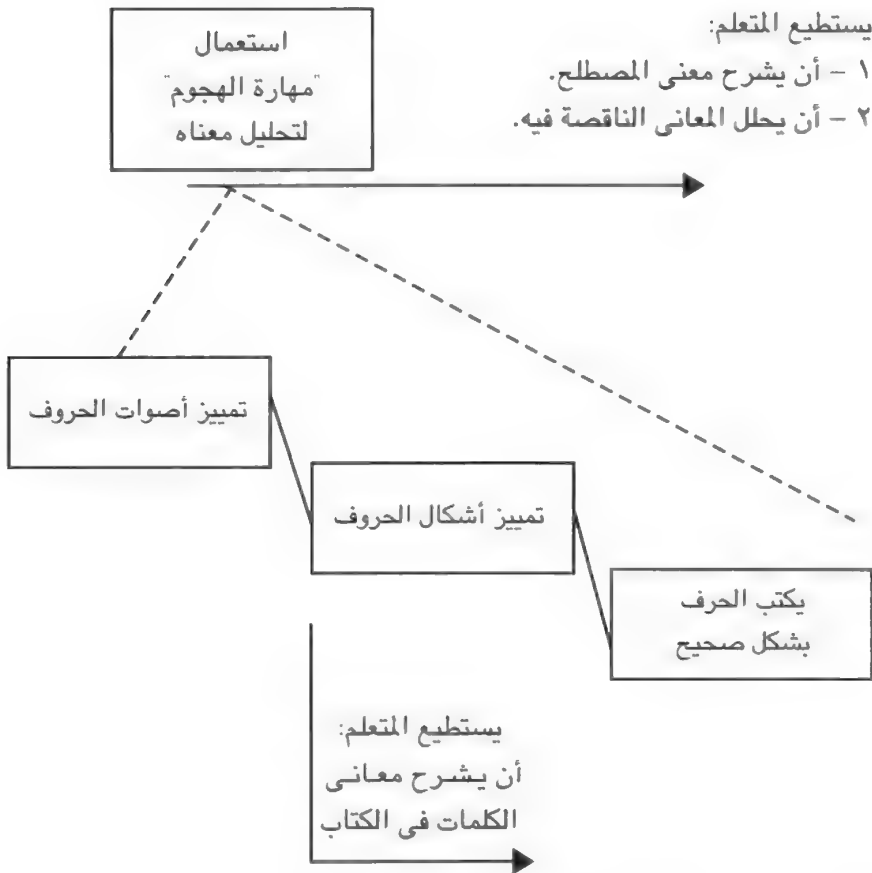 يستطيع المتعلم:
١ - أن يشرح معنى المصطلح.
٢ - أن يحلل المعانى الناقصة فيه.
استعمال
"مهارة الهجوم"
لتحليل معناه
تمييز أصوات الحروف
تمييز أشكال الحروف
يكتب الحرف
بشكل صحيح
يستطيع المتعلم:
أن يشرح معانى
الكلمات فى الكتاب